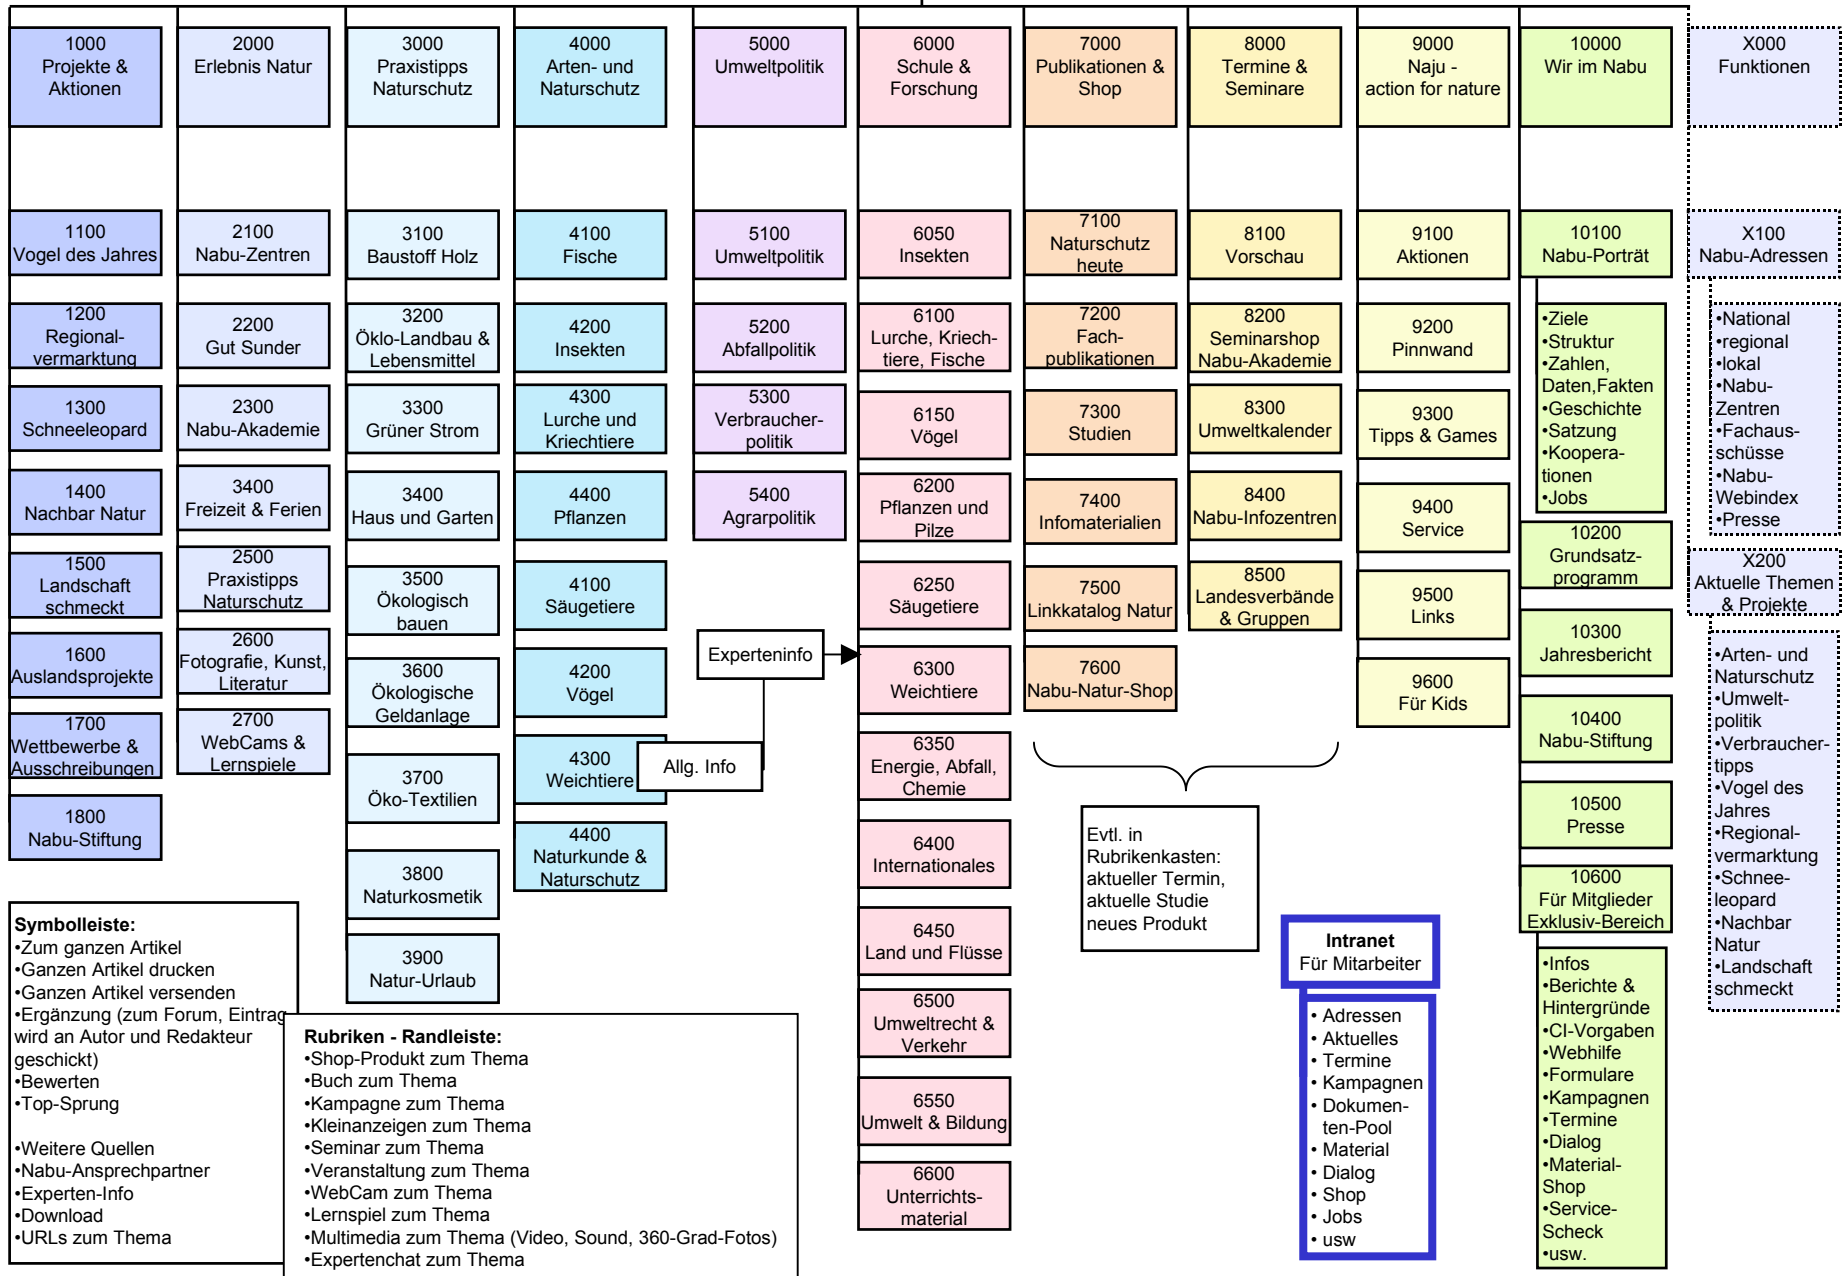 1000
Projekte &
Aktionen
1100
Vogel des Jahres
1200
Regional-
vermarktung
1300
Schneeleopard
1400
Nachbar Natur
1500
Landschaft
schmeckt
1600
Auslandsprojekte
1700
Wettbewerbe &
Ausschreibungen
1800
Nabu-Stiftung
2000
Erlebnis Natur
2100
Nabu-Zentren
2200
Gut Sunder
2300
Nabu-Akademie
3400
Freizeit & Ferien
2500
Praxistipps
Naturschutz
2600
Fotografie, Kunst,
Literatur
2700
WebCams &
Lernspiele
3000
Praxistipps
Naturschutz
3100
Baustoff Holz
3200
Öklo-Landbau &
Lebensmittel
3300
Grüner Strom
3400
Haus und Garten
3500
Ökologisch
bauen
3600
Ökologische
Geldanlage
3700
Öko-Textilien
3800
Naturkosmetik
3900
Natur-Urlaub
4000
Arten- und
Naturschutz
4100
Fische
4200
Insekten
4300
Lurche und
Kriechtiere
4400
Pflanzen
4100
Säugetiere
4200
Vögel
4300
Weichtiere
4400
Naturkunde &
Naturschutz
5000
Umweltpolitik
5100
Umweltpolitik
5200
Abfallpolitik
5300
Verbraucher-
politik
5400
Agrarpolitik
Experteninfo
Allg. Info
6000
Schule &
Forschung
6050
Insekten
6100
Lurche, Kriech-
tiere, Fische
6150
Vögel
6200
Pflanzen und
Pilze
6250
Säugetiere
6300
Weichtiere
6350
Energie, Abfall,
Chemie
6400
Internationales
6450
Land und Flüsse
6500
Umweltrecht &
Verkehr
6550
Umwelt & Bildung
6600
Unterrichts-
material
7000
Publikationen &
Shop
7100
Naturschutz
heute
7200
Fach-
publikationen
7300
Studien
7400
Infomaterialien
7500
Linkkatalog Natur
7600
Nabu-Natur-Shop
8000
Termine &
Seminare
8100
Vorschau
8200
Seminarshop
Nabu-Akademie
8300
Umweltkalender
8400
Nabu-Infozentren
8500
Landesverbände
& Gruppen
Evtl. in
Rubrikenkasten:
aktueller Termin,
aktuelle Studie
neues Produkt
9000
Naju -
action for nature
9100
Aktionen
9200
Pinnwand
9300
Tipps & Games
9400
Service
9500
Links
9600
Für Kids
10000
Wir im Nabu
10100
Nabu-Porträt
•Ziele
•Struktur
•Zahlen,
Daten,Fakten
•Geschichte
•Satzung
•Koopera-
tionen
•Jobs
10200
Grundsatz-
programm
10300
Jahresbericht
10400
Nabu-Stiftung
10500
Presse
10600
Für Mitglieder
Exklusiv-Bereich
•Infos
•Berichte &
Hintergründe
•CI-Vorgaben
•Webhilfe
•Formulare
•Kampagnen
•Termine
•Dialog
•Material-
Shop
•Service-
Scheck
•usw.
X000
Funktionen
X100
Nabu-Adressen
•National
•regional
•lokal
•Nabu-
Zentren
•Fachaus-
schüsse
•Nabu-
Webindex
•Presse
X200
Aktuelle Themen
& Projekte
•Arten- und
Naturschutz
•Umwelt-
politik
•Verbraucher-
tipps
•Vogel des
Jahres
•Regional-
vermarktung
•Schnee-
leopard
•Nachbar
Natur
•Landschaft
schmeckt
Symbolleiste:
•Zum ganzen Artikel
•Ganzen Artikel drucken
•Ganzen Artikel versenden
•Ergänzung (zum Forum, Eintrag
wird an Autor und Redakteur
geschickt)
•Bewerten
•Top-Sprung
•Weitere Quellen
•Nabu-Ansprechpartner
•Experten-Info
•Download
•URLs zum Thema
Rubriken - Randleiste:
•Shop-Produkt zum Thema
•Buch zum Thema
•Kampagne zum Thema
•Kleinanzeigen zum Thema
•Seminar zum Thema
•Veranstaltung zum Thema
•WebCam zum Thema
•Lernspiel zum Thema
•Multimedia zum Thema (Video, Sound, 360-Grad-Fotos)
•Expertenchat zum Thema
Intranet
Für Mitarbeiter
• Adressen
• Aktuelles
• Termine
• Kampagnen
• Dokumen-
ten-Pool
• Material
• Dialog
• Shop
• Jobs
• usw